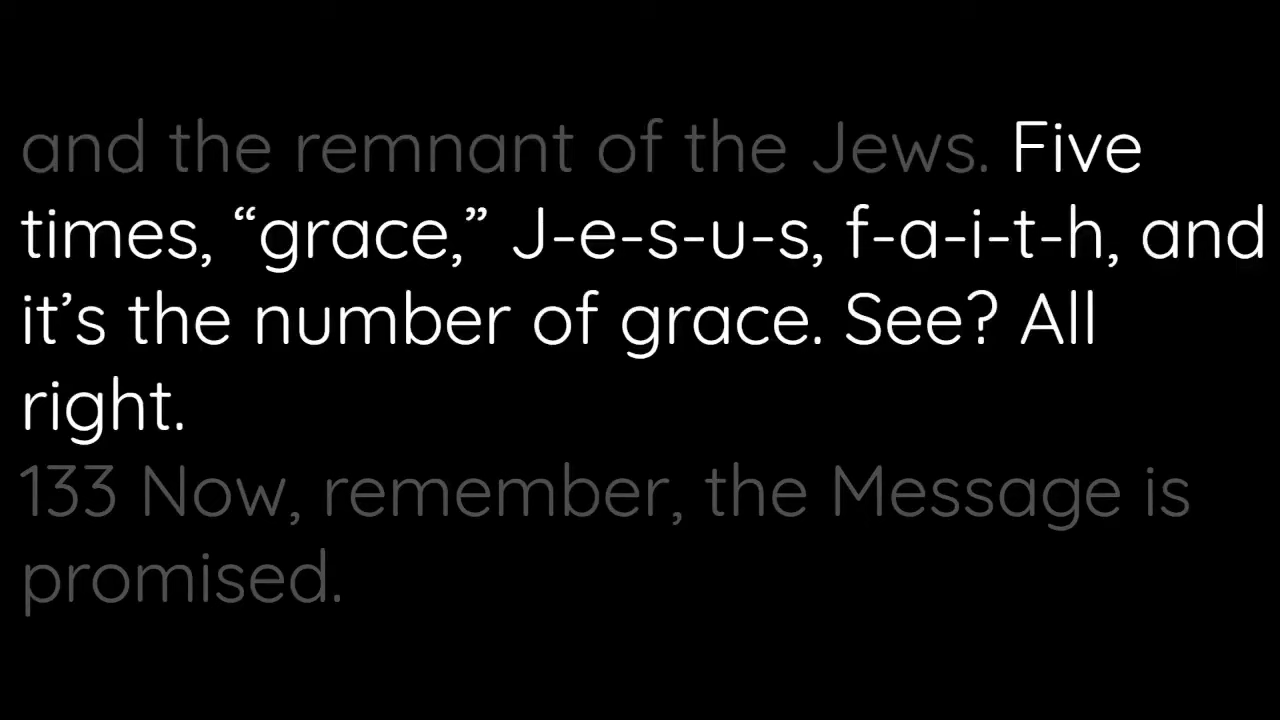 and the remnant of the Jews. Five
times, “grace,” J-e-s-u-s, f-a-i-t-h, and
it’s the number of grace. See? All
right.
133 Now, remember, the Message is
promised.